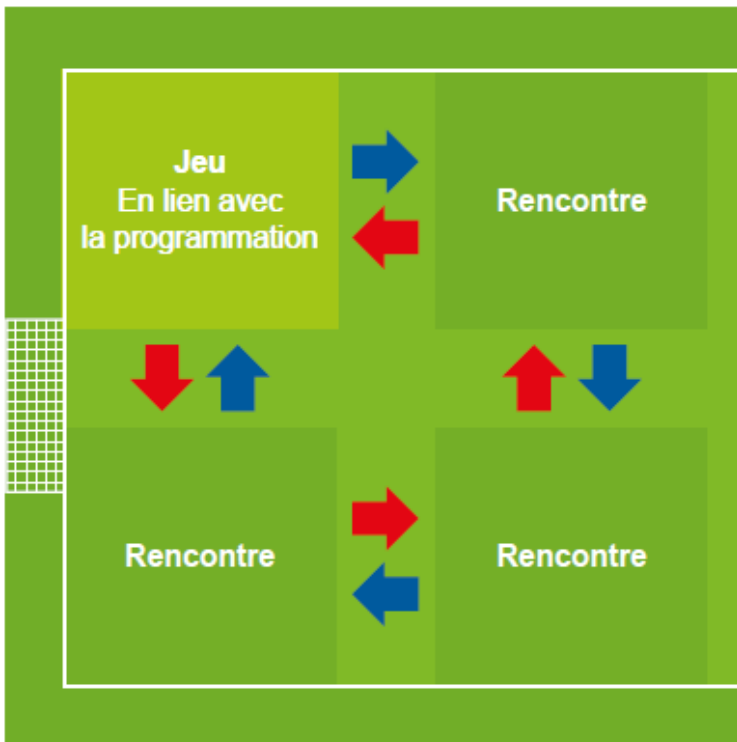 Jeu
En lien avec
la programmation
Rencontre
Rencontre
Rencontre